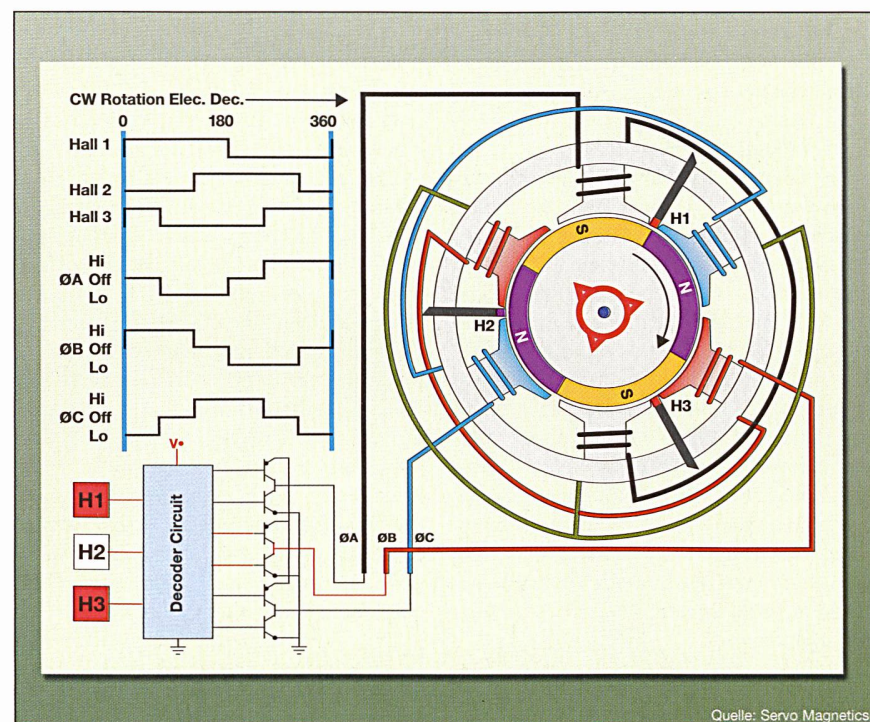 CW Rotation Elec. Dec.
0 180 360
Hall 1
Hall 2
Hall 3
Hi
ØA Off
Lo
Hi
ØB Off
Lo
Hi
ØC Off
Lo
V•
H1
H2
H3
Decoder Circuit
ØA ØB ØC
H1
H2
H3
S
N
N
S
Quelle: Servo Magnetics